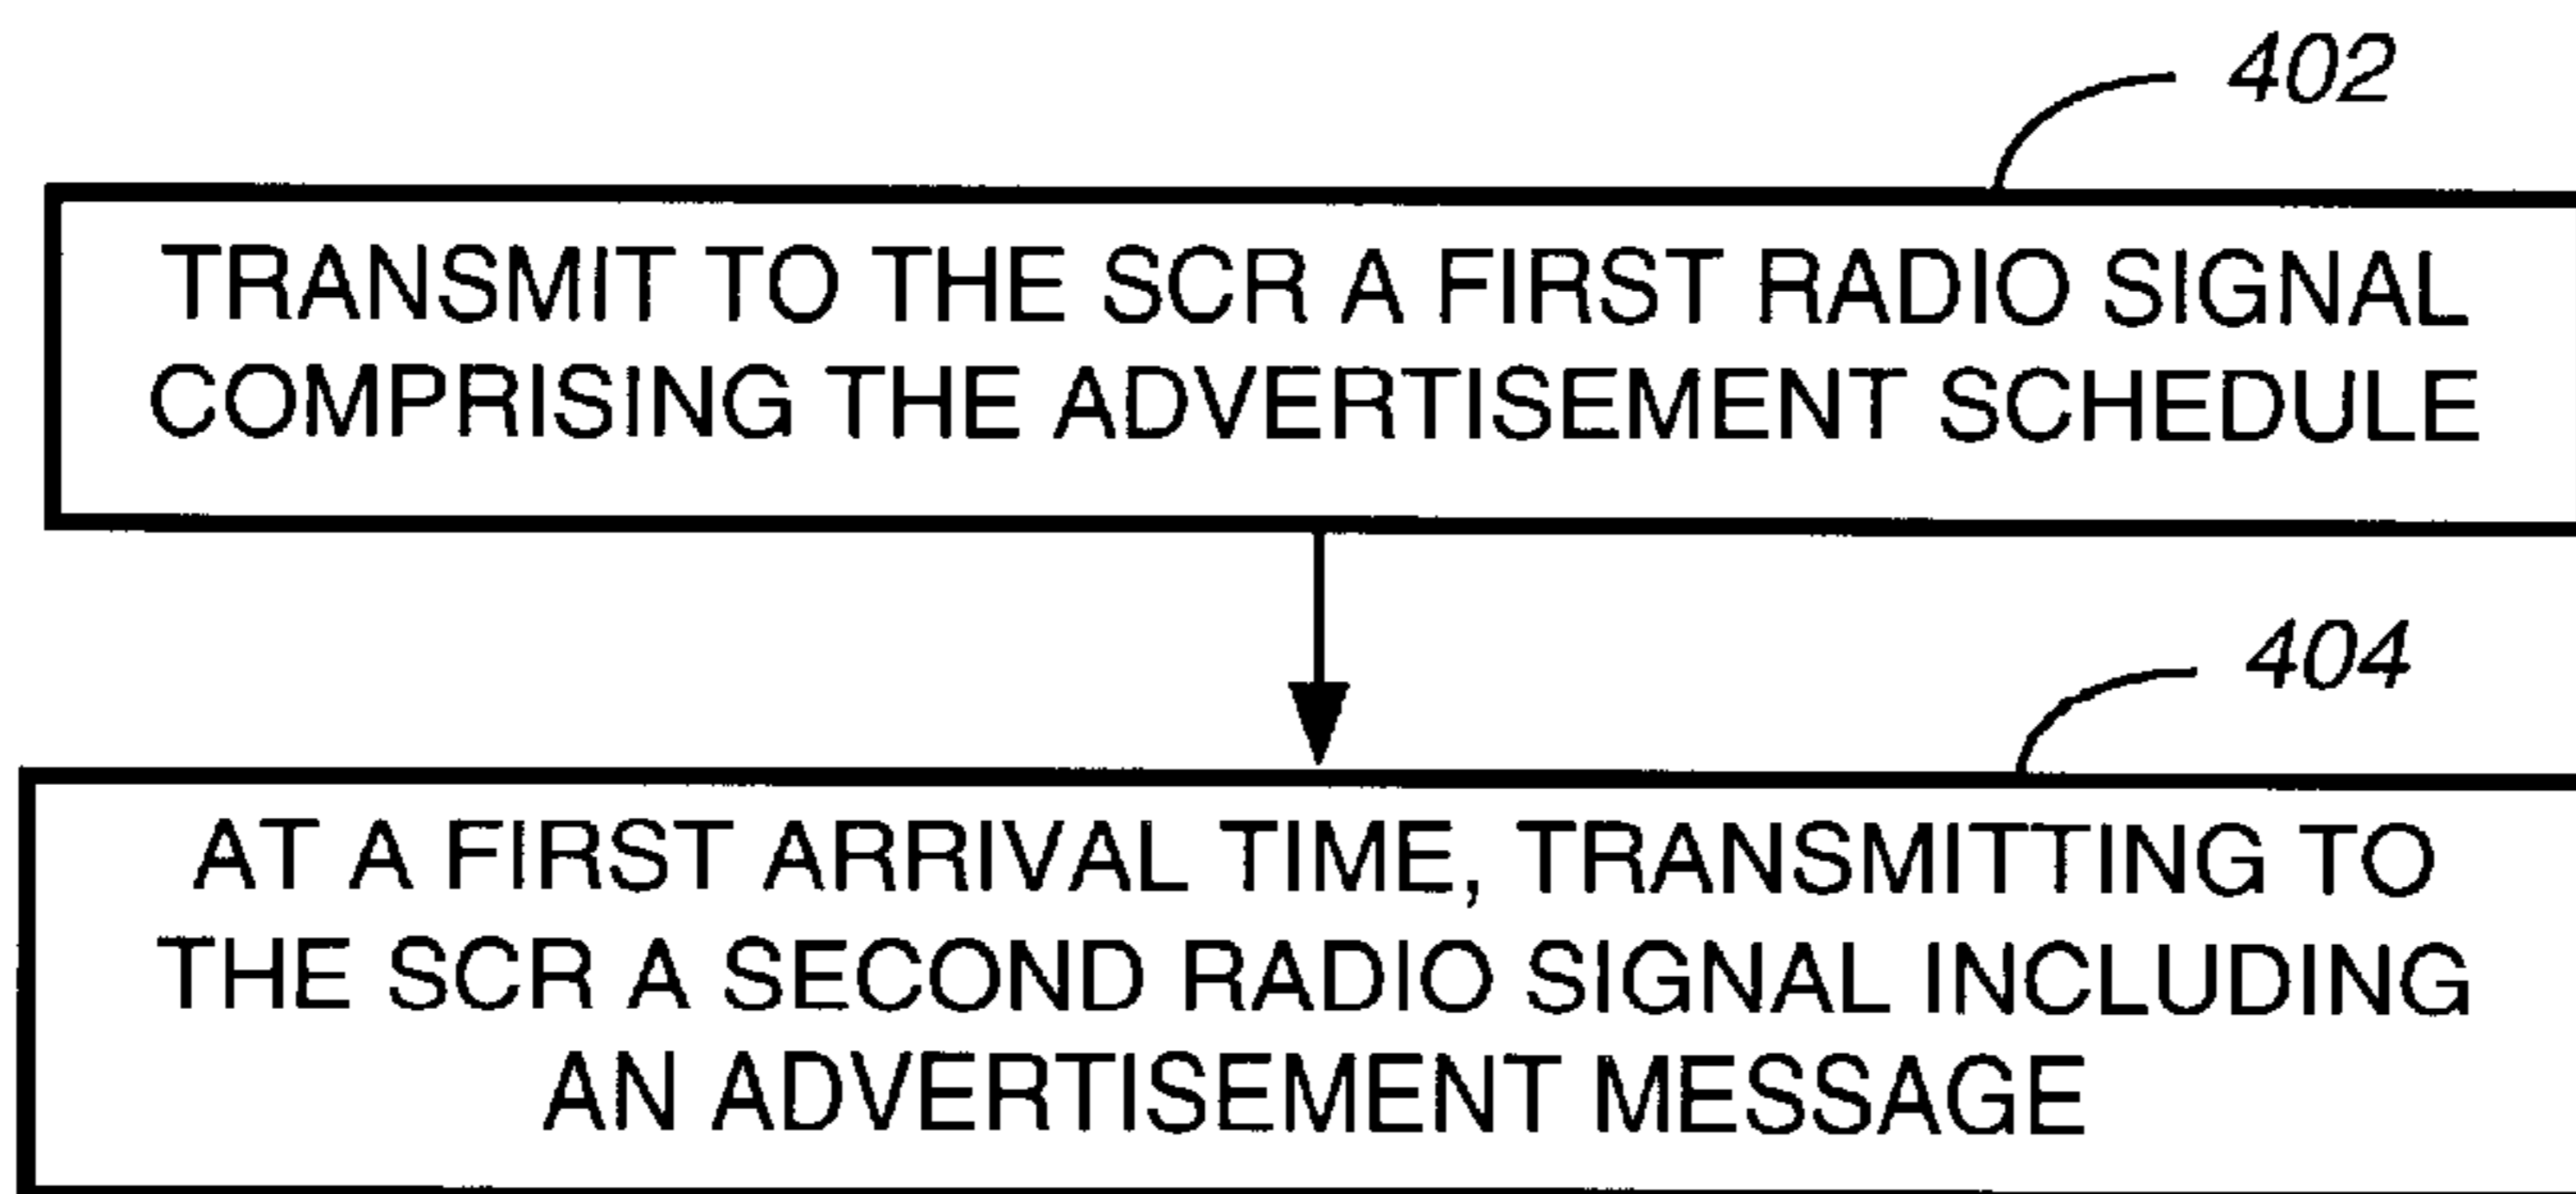 402
TRANSMIT TO THE SCR A FIRST RADIO SIGNAL
COMPRISING THE ADVERTISEMENT SCHEDULE
404
AT A FIRST ARRIVAL TIME, TRANSMITTING TO
THE SCR A SECOND RADIO SIGNAL INCLUDING
AN ADVERTISEMENT MESSAGE